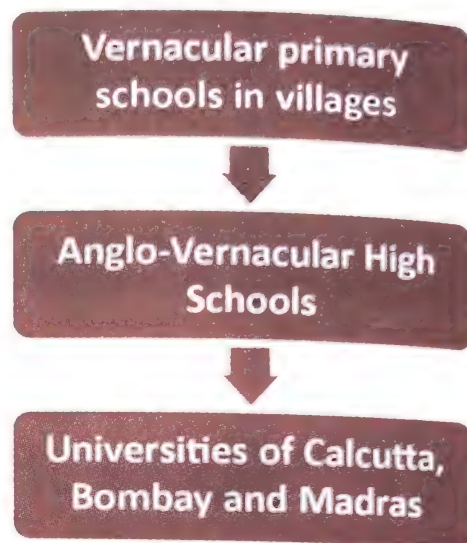 Vernacular primary
schools in villages
Anglo-Vernacular High
Schools
Universities of Calcutta,
Bombay and Madras